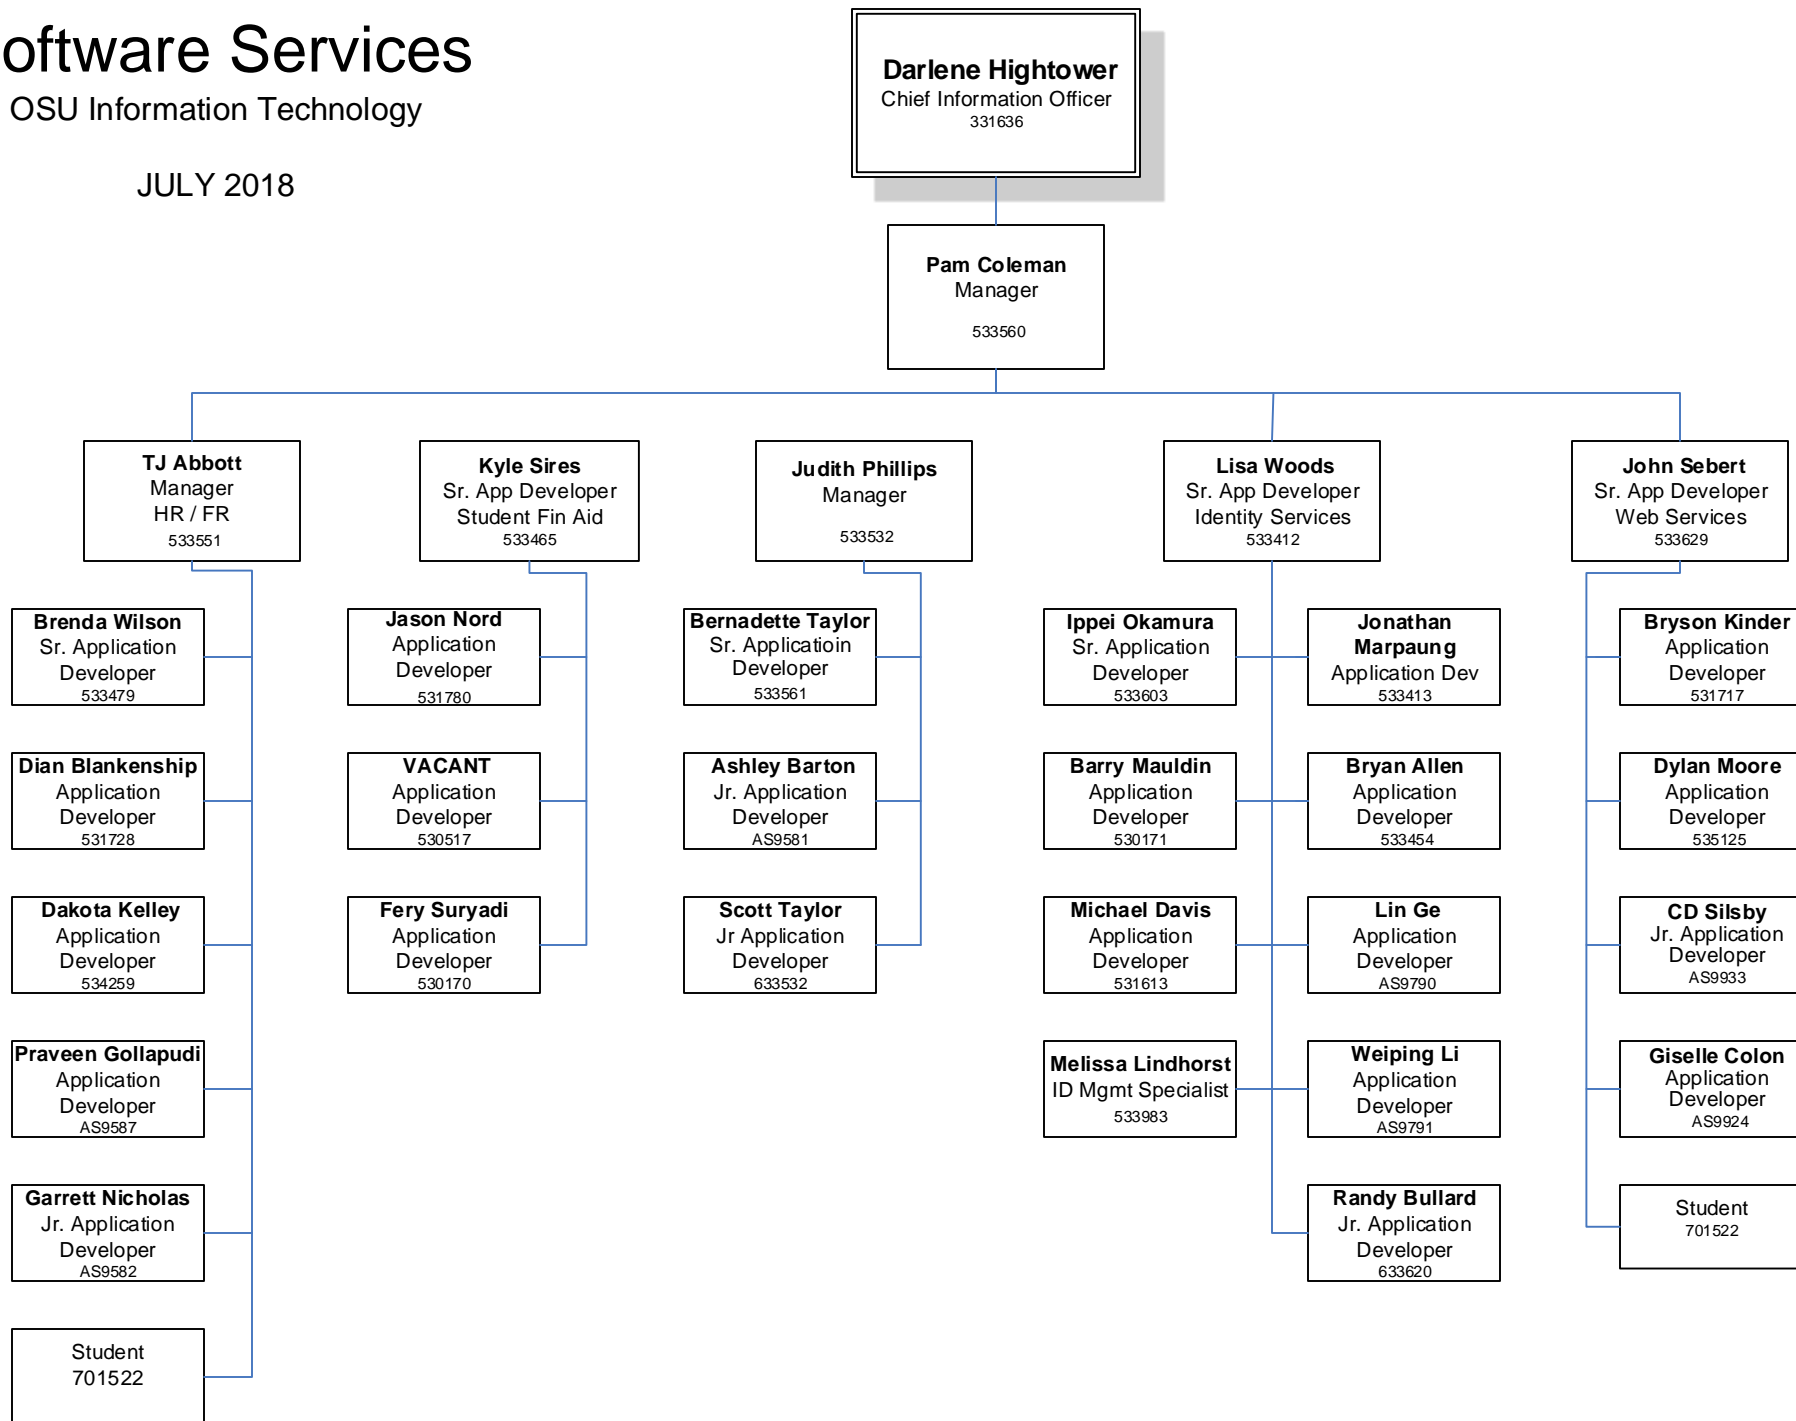 oftware Services
OSU Information Technology
JULY 2018
Darlene Hightower
Chief Information Officer
331636
Pam Coleman
Manager
533560
TJ Abbott
Manager
HR / FR
533551
Kyle Sires
Sr. App Developer
Student Fin Aid
533465
Judith Phillips
Manager
533532
Lisa Woods
Sr. App Developer
Identity Services
533412
John Sebert
Sr. App Developer
Web Services
533629
Brenda Wilson
Sr. Application
Developer
533479
Jason Nord
Application
Developer
531780
Bernadette Taylor
Sr. Applicatioin
Developer
533561
Ippei Okamura
Sr. Application
Developer
533603
Jonathan
Marpaung
Application Dev
533413
Bryson Kinder
Application
Developer
531717
Dian Blankenship
Application
Developer
531728
VACANT
Application
Developer
530517
Ashley Barton
Jr. Application
Developer
AS9581
Barry Mauldin
Application
Developer
530171
Bryan Allen
Application
Developer
533454
Dylan Moore
Application
Developer
535125
Dakota Kelley
Application
Developer
534259
Fery Suryadi
Application
Developer
530170
Scott Taylor
Jr Application
Developer
633532
Michael Davis
Application
Developer
531613
Lin Ge
Application
Developer
AS9790
CD Silsby
Jr. Application
Developer
AS9933
Praveen Gollapudi
Application
Developer
AS9587
Melissa Lindhorst
ID Mgmt Specialist
533983
Weiping Li
Application
Developer
AS9791
Giselle Colon
Application
Developer
AS9924
Garrett Nicholas
Jr. Application
Developer
AS9582
Randy Bullard
Jr. Application
Developer
633620
Student
701522
Student
701522